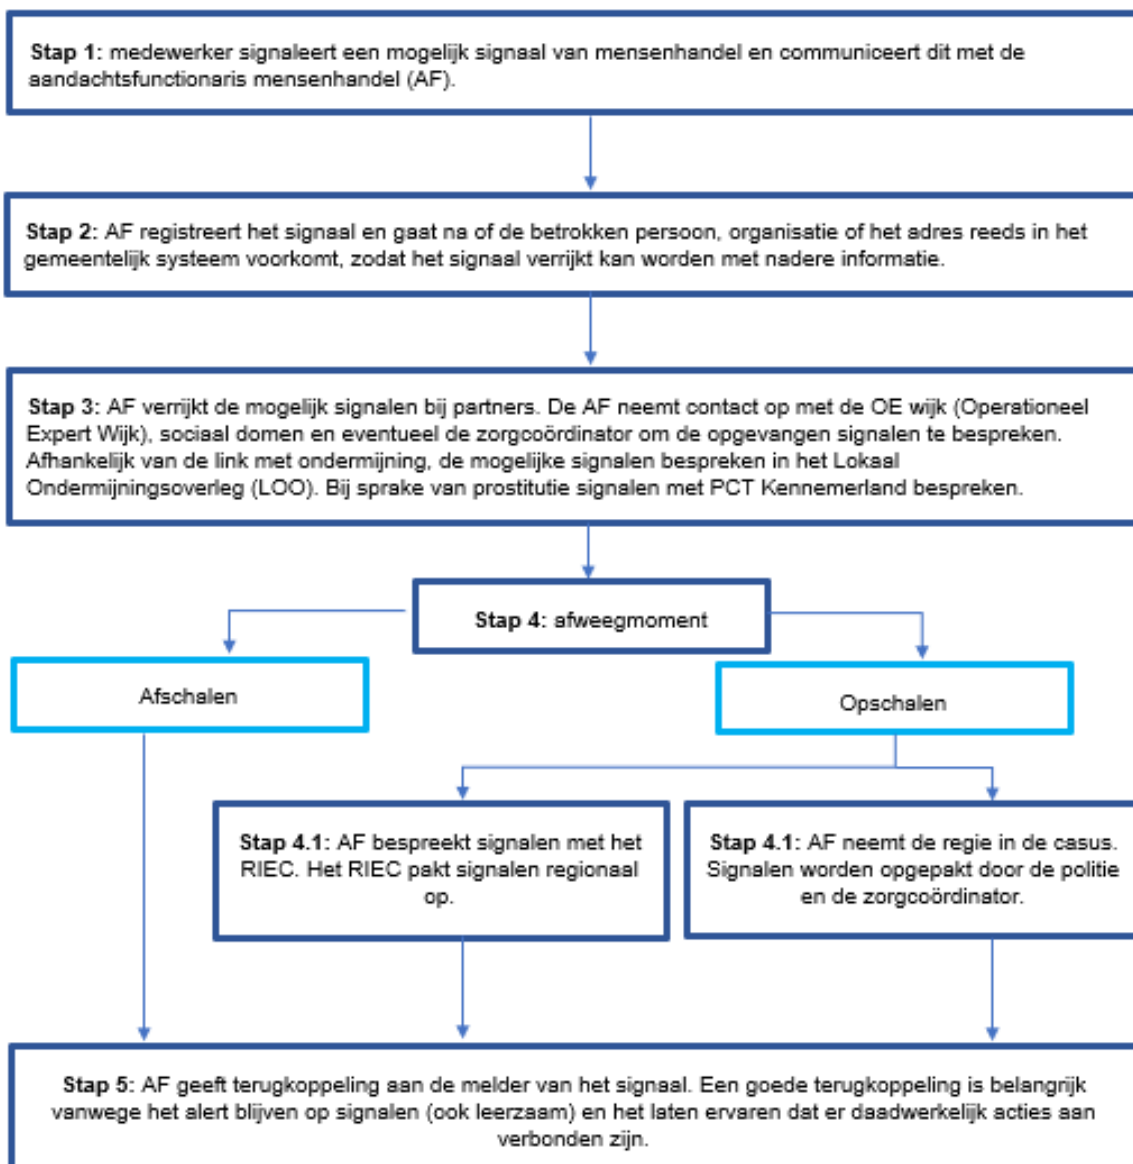 Stap 1: medewerker signaleert een mogelijk signaal van mensenhandel en communiceert dit met de
aandachtsfunctionaris mensenhandel (AF).
Stap 2: AF registreert het signaal en gaat na of de betrokken persoon, organisatie of het adres reeds in het
gemeentelijk systeem voorkomt, zodat het signaal verrijkt kan worden met nadere informatie.
Stap 3: AF verrijkt de mogelijk signalen bij partners. De AF neemt contact op met de OE wijk (Operationeel
Expert Wijk), sociaal domen en eventueel de zorgcoördinator om de opgevangen signalen te bespreken.
Afhankelijk van de link met ondermijning, de mogelijke signalen bespreken in het Lokaal
Ondermijningsoverleg (LOO). Bij sprake van prostitutie signalen met PCT Kennemerland bespreken.
Stap 4: afweegmoment
Afschalen
Opschalen
Stap 4.1: AF bespreekt signalen met het
RIEC. Het RIEC pakt signalen regionaal
op.
Stap 4.1: AF neemt de regie in de casus.
Signalen worden opgepakt door de politie
en de zorgcoördinator.
Stap 5: AF geeft terugkoppeling aan de melder van het signaal. Een goede terugkoppeling is belangrijk
vanwege het alert blijven op signalen (ook leerzaam) en het laten ervaren dat er daadwerkelijk acties aan
verbonden zijn.